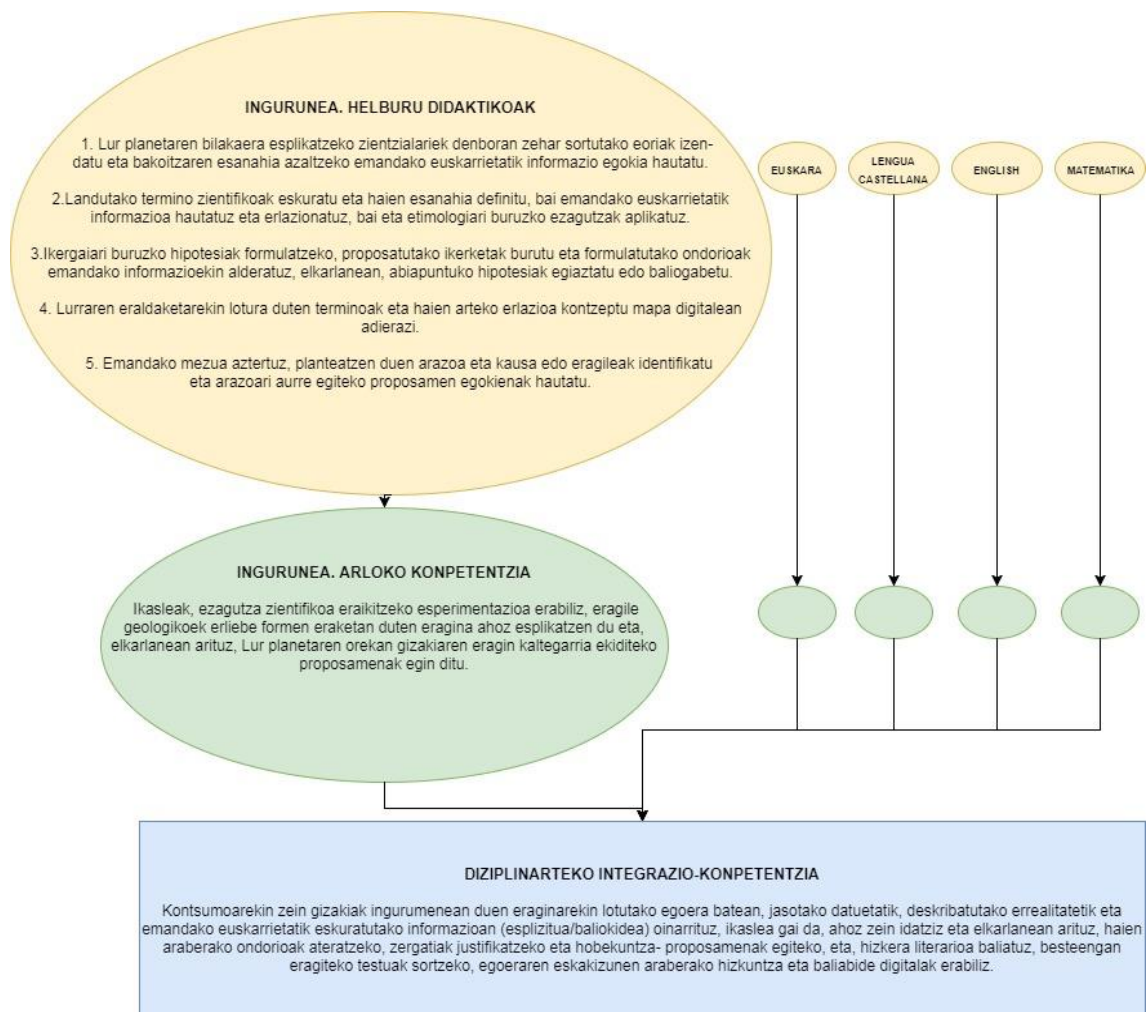 INGURUNEA. HELBURU DIDAKTIKOAK
1. Lur planetaren bilakaera esplikatzeko zientzialariek denboran zehar sortutako eoriak izen-
datu eta bakoitzaren esanahia azaltzeko emandako euskarrietatik informazio egokia hautatu.
2.Landutako termino zientifikoak eskuratu eta haien esanahia definitu, bai emandako euskarrietatik
informazioa hautatuz eta erlazionatuz, bai eta etimologiari buruzko ezagutzak aplikatuz.
3.Ikergaiari buruzko hipotesiak formulatzeko, proposatutako ikerketak burutu eta formulatutako ondorioak
emandako informazioekin alderatuz, elkarlanean, abiapuntuko hipotesiak egiaztatu edo baliogabetu.
4. Lurraren eraldaketarekin lotura duten terminoak eta haien arteko erlazioa kontzeptu mapa digitalean
adierazi.
5. Emandako mezua aztertuz, planteatzen duen arazoa eta kausa edo eragileak identifikatu
eta arazoari aurre egiteko proposamen egokienak hautatu.
EUSKARA
LENGUA
CASTELLANA
ENGLISH
MATEMATIKA
INGURUNEA. ARLOKO KONPETENTZIA
Ikasleak, ezagutza zientifikoa eraikitzeko esperimentazioa erabiliz, eragile
geologikoek erliebe formen eraketan duten eragina ahoz esplikatzen du eta,
elkarlanean arituz, Lur planetaren orekan gizakiaren eragin kaltegarria ekiditeko
proposamenak egin ditu.
DIZIPLINARTEKO INTEGRAZIO-KONPETENTZIA
Kontsumoarekin zein gizakiak ingurumenean duen eraginarekin lotutako egoera batean, jasotako datuetatik, deskribatutako errealitatetik eta
emandako euskarrietatik eskuratutako informazioan (esplizitua/baliokidea) oinarrituz, ikaslea gai da, ahoz zein idatziz eta elkarlanean arituz, haien
araberako ondorioak ateratzeko, zergatiak justifikatzeko eta hobekuntza- proposamenak egiteko, eta, hizkera literarioa baliatuz, besteengan
eragiteko testuak sortzeko, egoeraren eskakizunen araberako hizkuntza eta baliabide digitalak erabiliz.